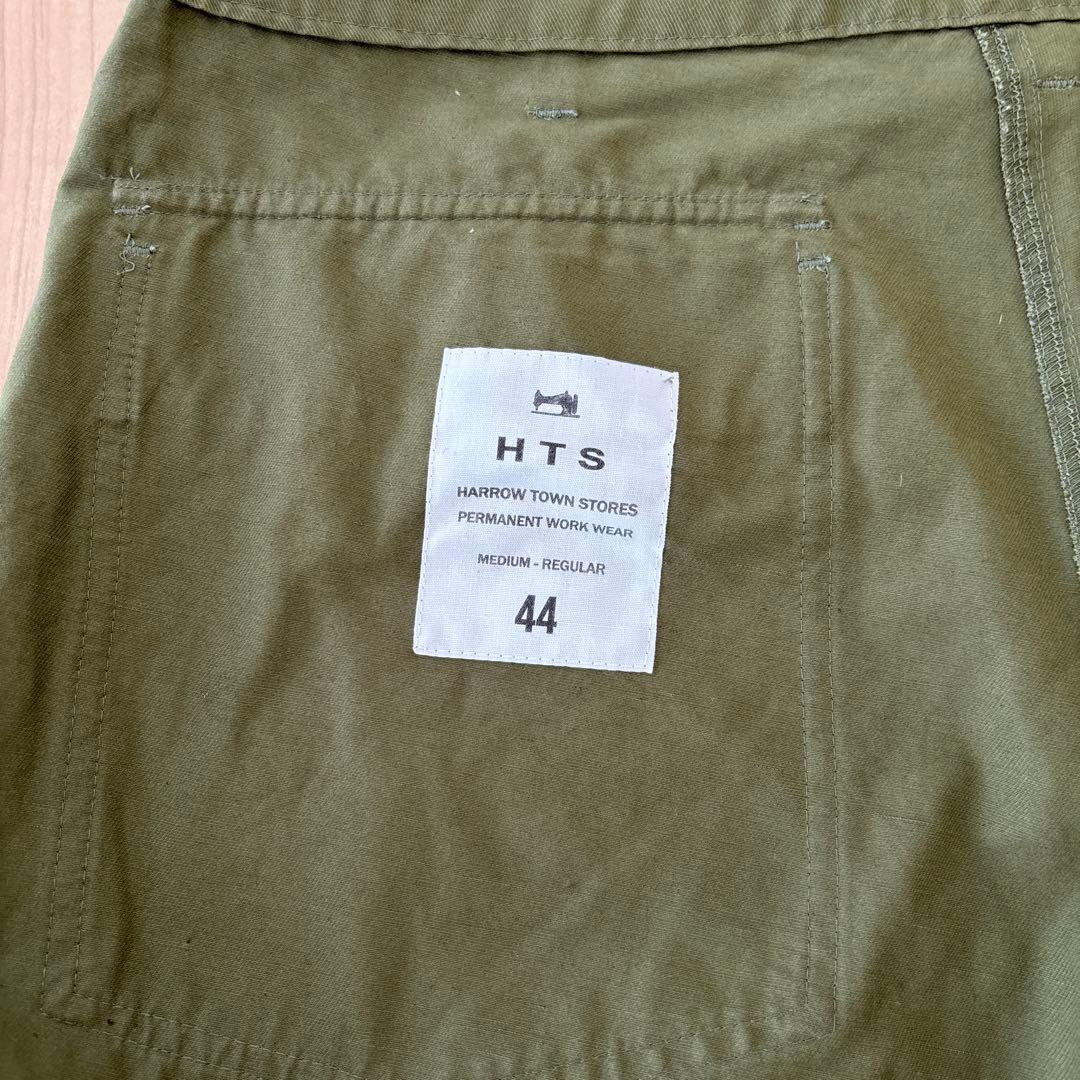 HTS
HARROW TOWN STORES
PERMANENT WORK WEAR
MEDIUM - REGULAR
44